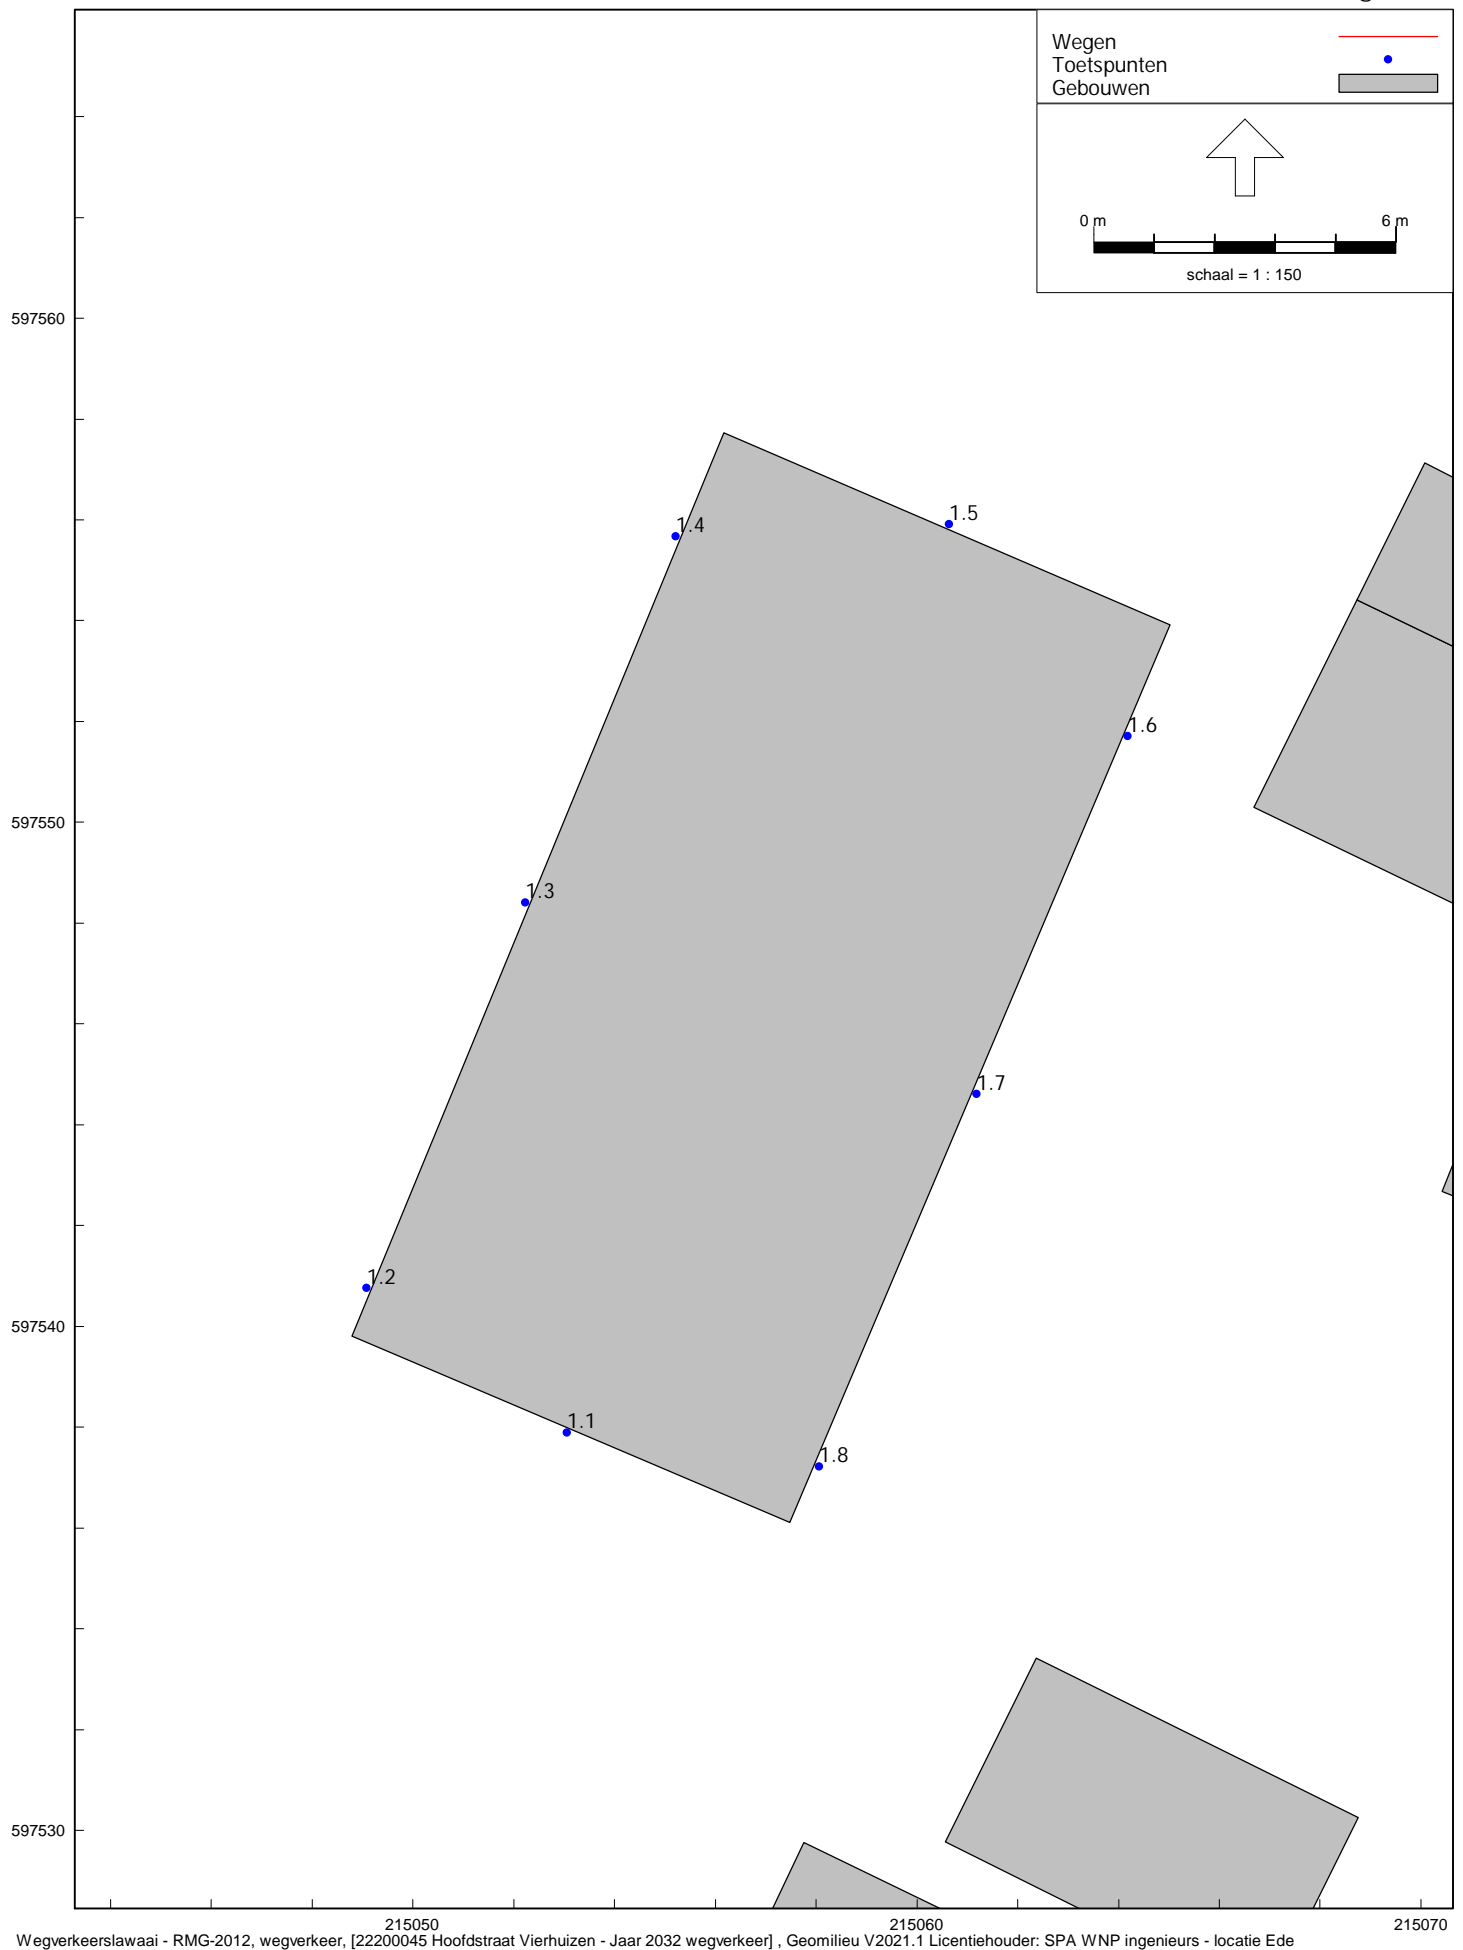 Wegen
Toetspunten
Gebouwen
0 m 6 m
schaal = 1 : 150
597560
1.5
1.4
1.6
597550
1.3
1.7
1.2
597540
1.1
1.8
597530
215050 215060 215070
Wegverkeerslawaai - RMG-2012, wegverkeer, [22200045 Hoofdstraat Vierhuizen - Jaar 2032 wegverkeer] , Geomilieu V2021.1 Licentiehouder: SPA WNP ingenieurs - locatie Ede